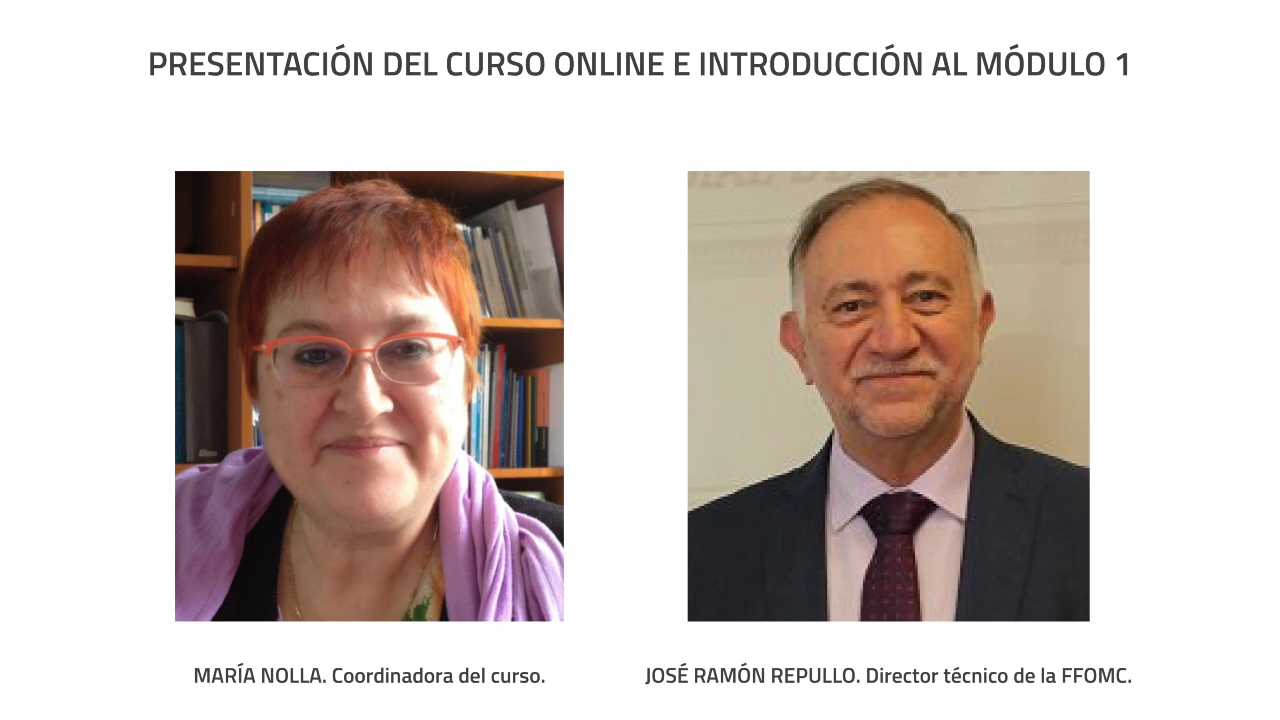 PRESENTACIÓN DEL CURSO ONLINE E INTRODUCCIÓN AL MÓDULO 1
MARÍA NOLLA. Coordinadora del curso.
JOSÉ RAMÓN REPULLO. Director técnico de la FFOMC.